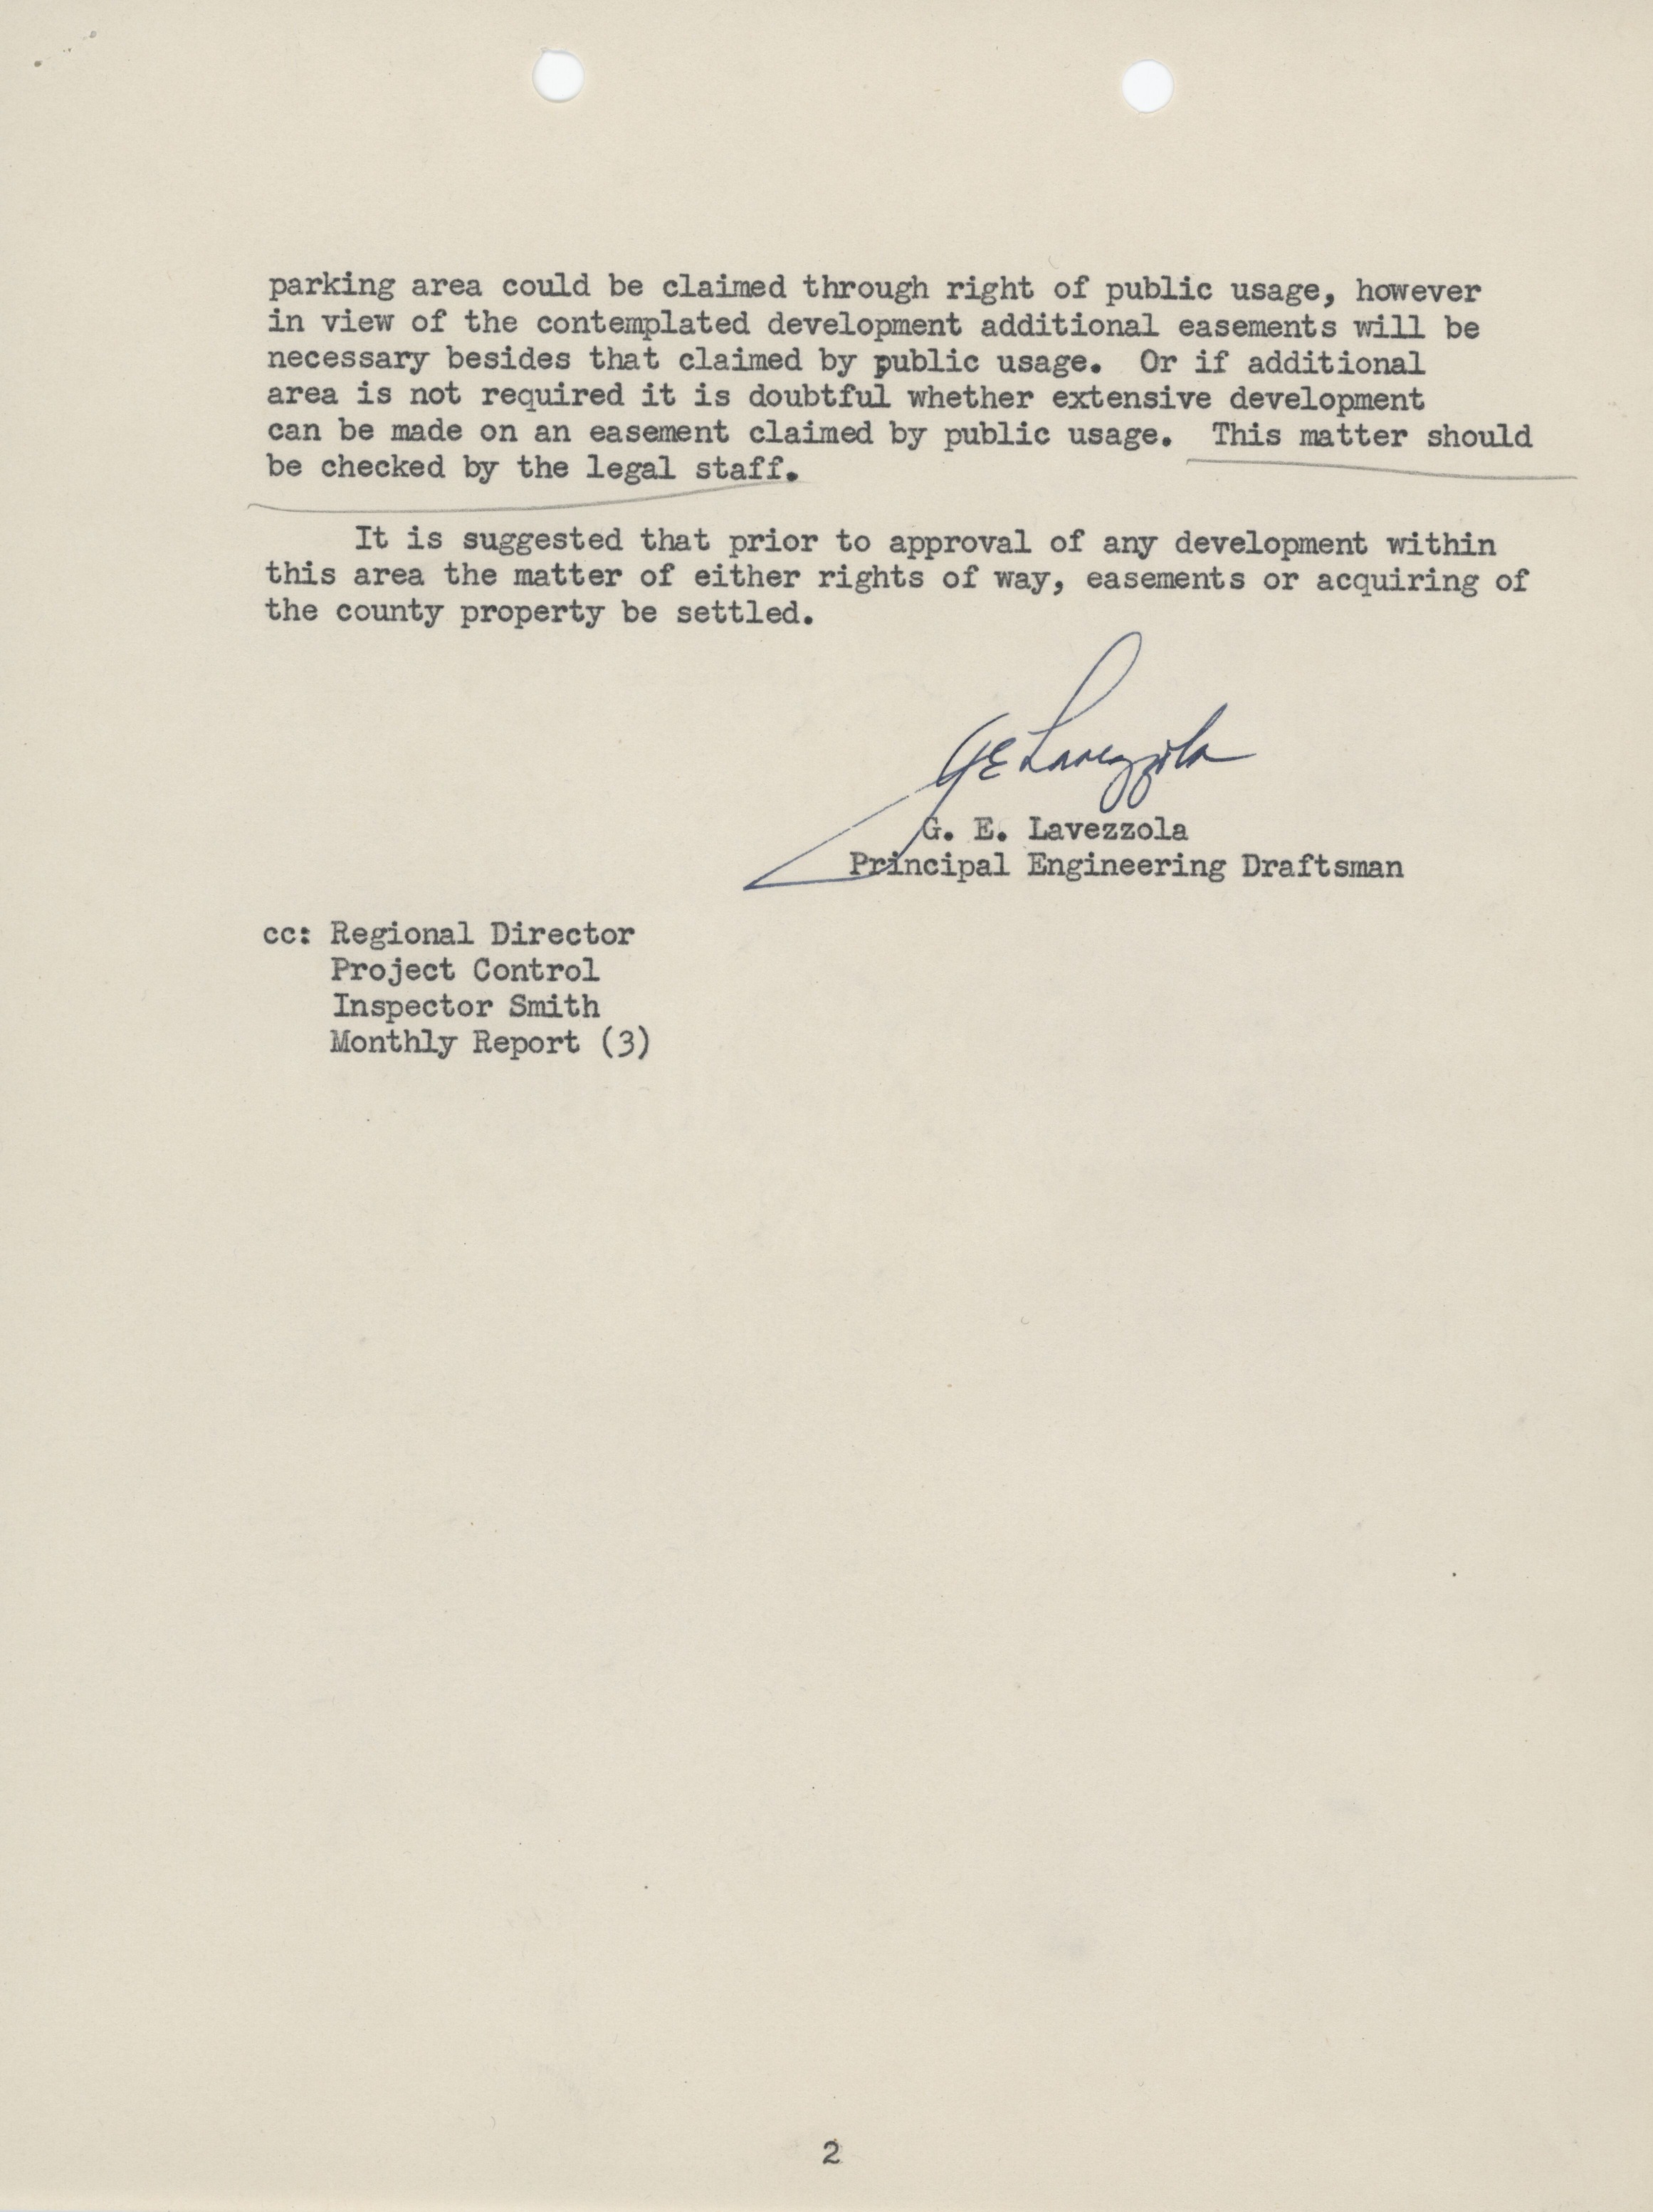 parking area could be claimed through right of public usage, however
in view of the contemplated development additional easements will be
necessary besides that claimed by public usage.  Or if additional
area is not required it is doubtful whether extensive development
can be made on an easement claimed by public usage.  This matter should
be checked by the legal staff.
It is suggested that prior to approval of any development within
this area the matter of either rights of way, easements or acquiring of
the county property be settled.
GE Lavezzola
G. E. Lavezzola
Principal Engineering Draftsman
cc: Regional Director
Project Control
Inspector Smith
Monthly Report (3)
2